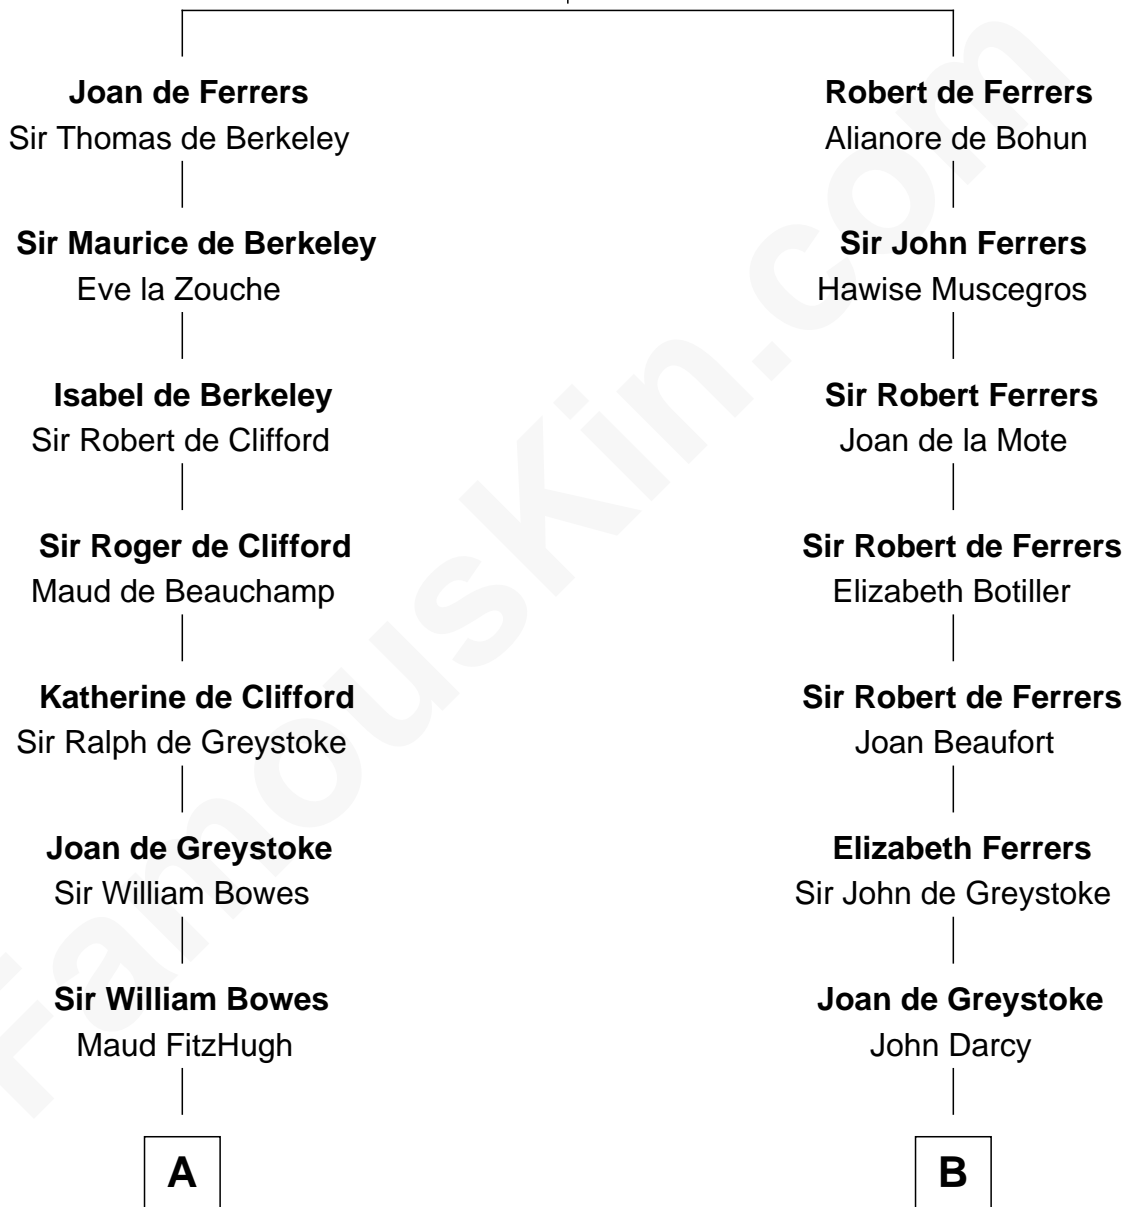 Joan de Ferrers
Sir Thomas de Berkeley
Robert de Ferrers
Alianore de Bohun
Sir Maurice de Berkeley
Eve la Zouche
Sir John Ferrers
Hawise Muscegros
Isabel de Berkeley
Sir Robert de Clifford
Sir Robert Ferrers
Joan de la Mote
Sir Roger de Clifford
Maud de Beauchamp
Sir Robert de Ferrers
Elizabeth Botiller
Katherine de Clifford
Sir Ralph de Greystoke
Sir Robert de Ferrers
Joan Beaufort
Joan de Greystoke
Sir William Bowes
Elizabeth Ferrers
Sir John de Greystoke
Sir William Bowes
Maud FitzHugh
Joan de Greystoke
John Darcy
A
B
FamousKin.com